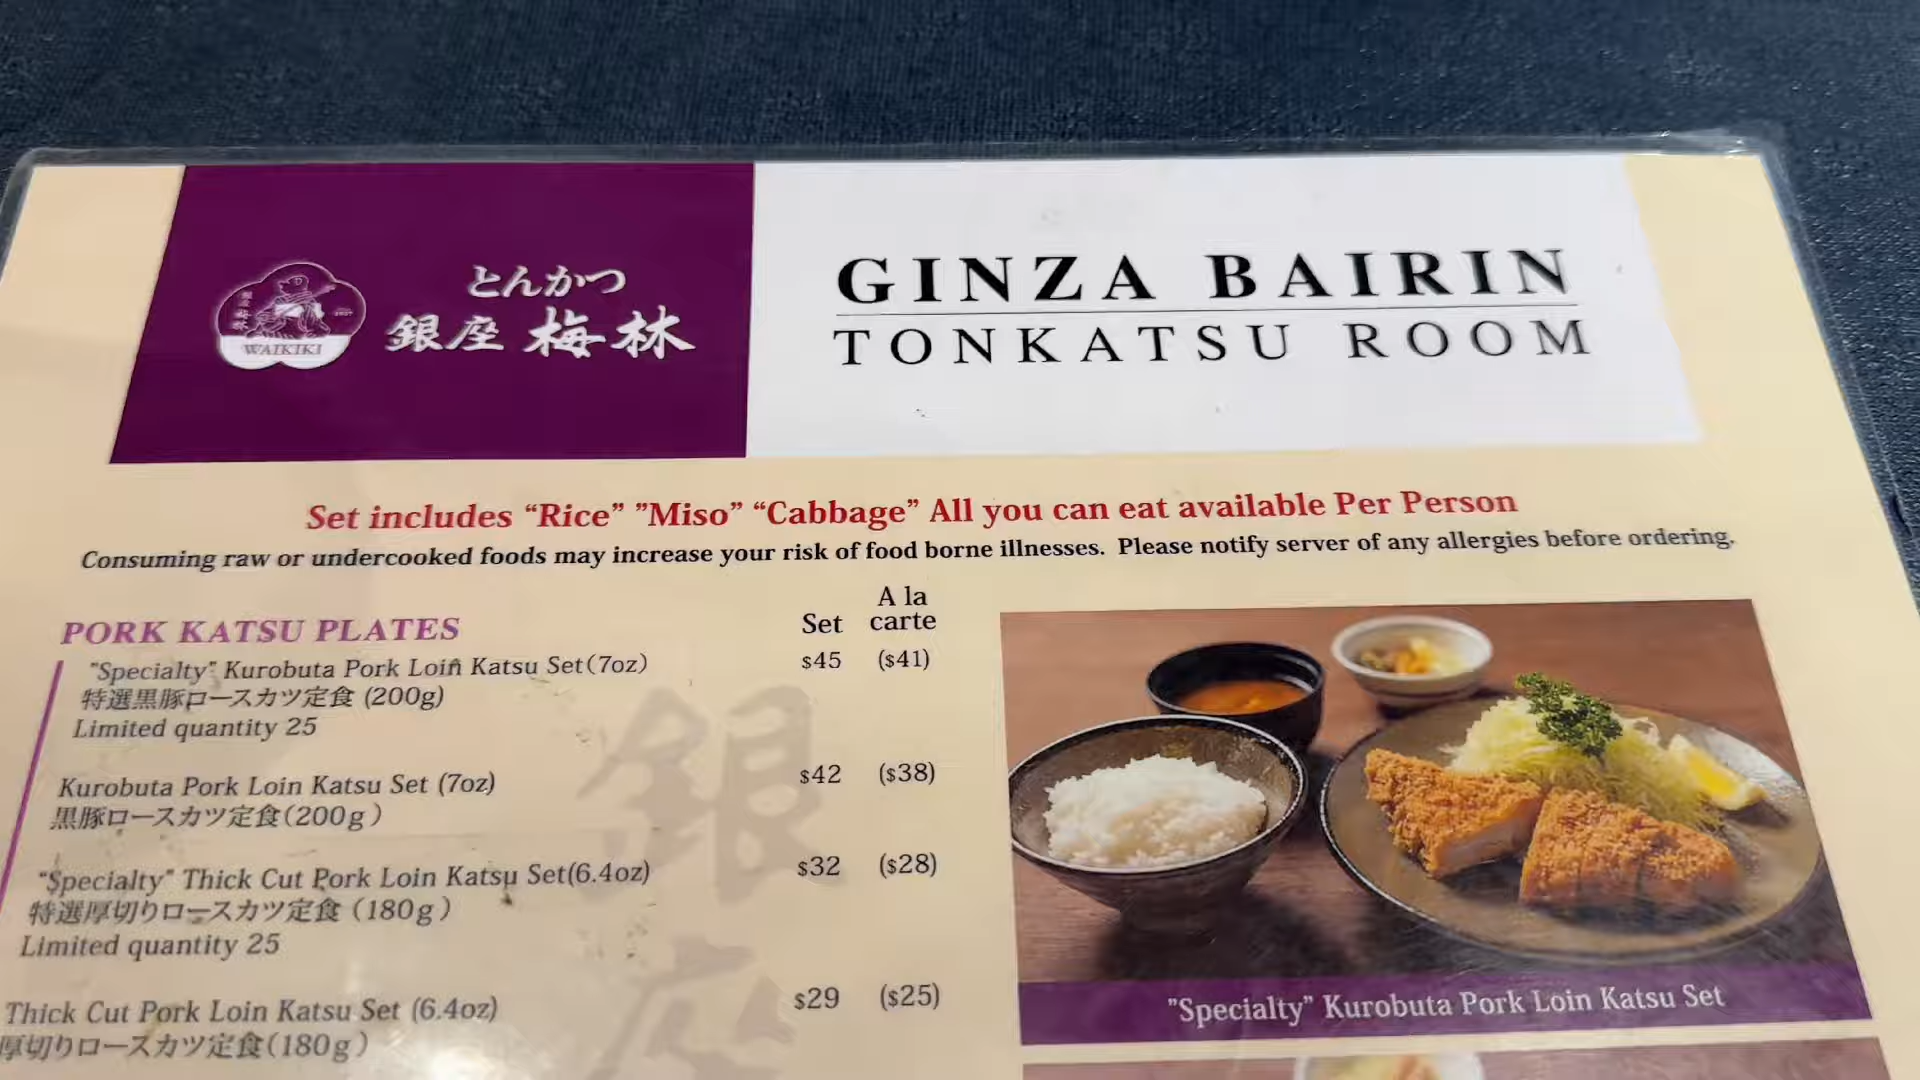 とんかつ
銀座 梅林
WAIKIKI
GINZA BAIRIN
TONKATSU ROOM
Set includes “Rice” ”Miso” “Cabbage” All you can eat available Per Person
Consuming raw or undercooked foods may increase your risk of food borne illnesses. Please notify server of any allergies before ordering.
PORK KATSU PLATES
Set
A la
carte
"Specialty" Kurobuta Pork Loin Katsu Set(7oz) $45 ($41)
特選黒豚ロースカツ定食 (200g)
Limited quantity 25
Kurobuta Pork Loin Katsu Set (7oz) $42 ($38)
黒豚ロースカツ定食(200g)
"Specialty" Thick Cut Pork Loin Katsu Set(6.4oz) $32 ($28)
特選厚切りロースカツ定食 (180g)
Limited quantity 25
Thick Cut Pork Loin Katsu Set (6.4oz) $29 ($25)
厚切りロースカツ定食(180g)
銀座
"Specialty" Kurobuta Pork Loin Katsu Set